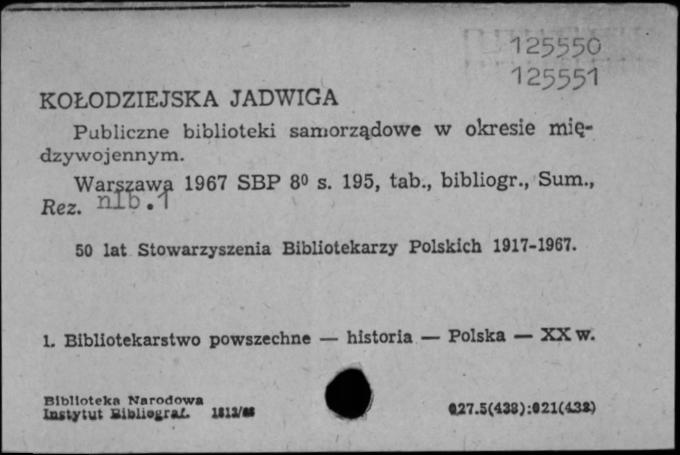 125550
125551
KOŁODZIEJSKA JADWIGA
Publiczne biblioteki samorządowe w okresie mię-
dzywojennym.
Warszawa 1967 SBP 8⁰ s. 195, tab., bibliogr., Sum.,
Rez. nlb.1
50 lat Stowarzyszenia Bibliotekarzy Polskich 1917-1967.
1. Bibliotekarstwo powszechne — historia — Polska — XX w.
Biblioteka Narodowa
Instytut Bibliograf.
027.5(438):021(438)